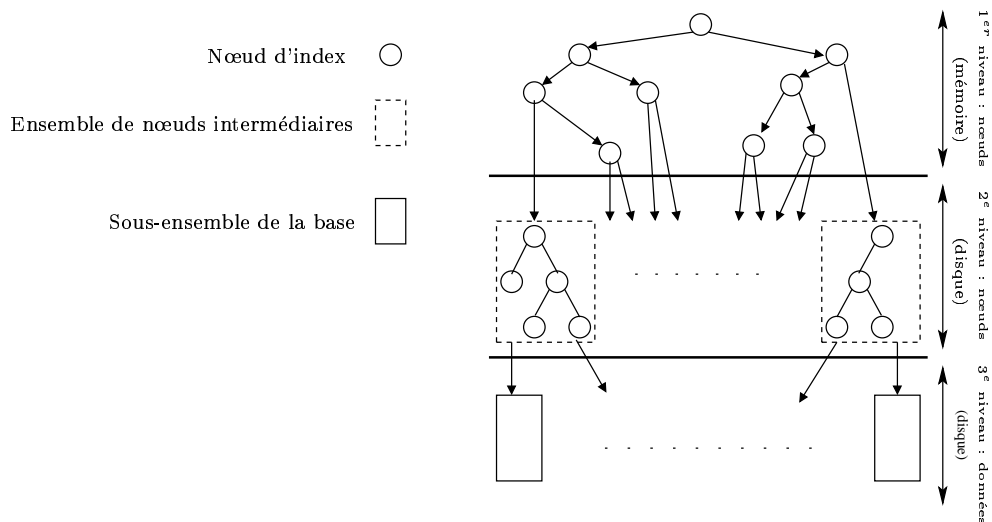 Nœud d'index
Ensemble de nœuds intermédiaires
Sous-ensemble de la base
1er niveau : nœuds
(mémoire)
2e niveau : nœuds
(disque)
3e niveau : données
(disque)